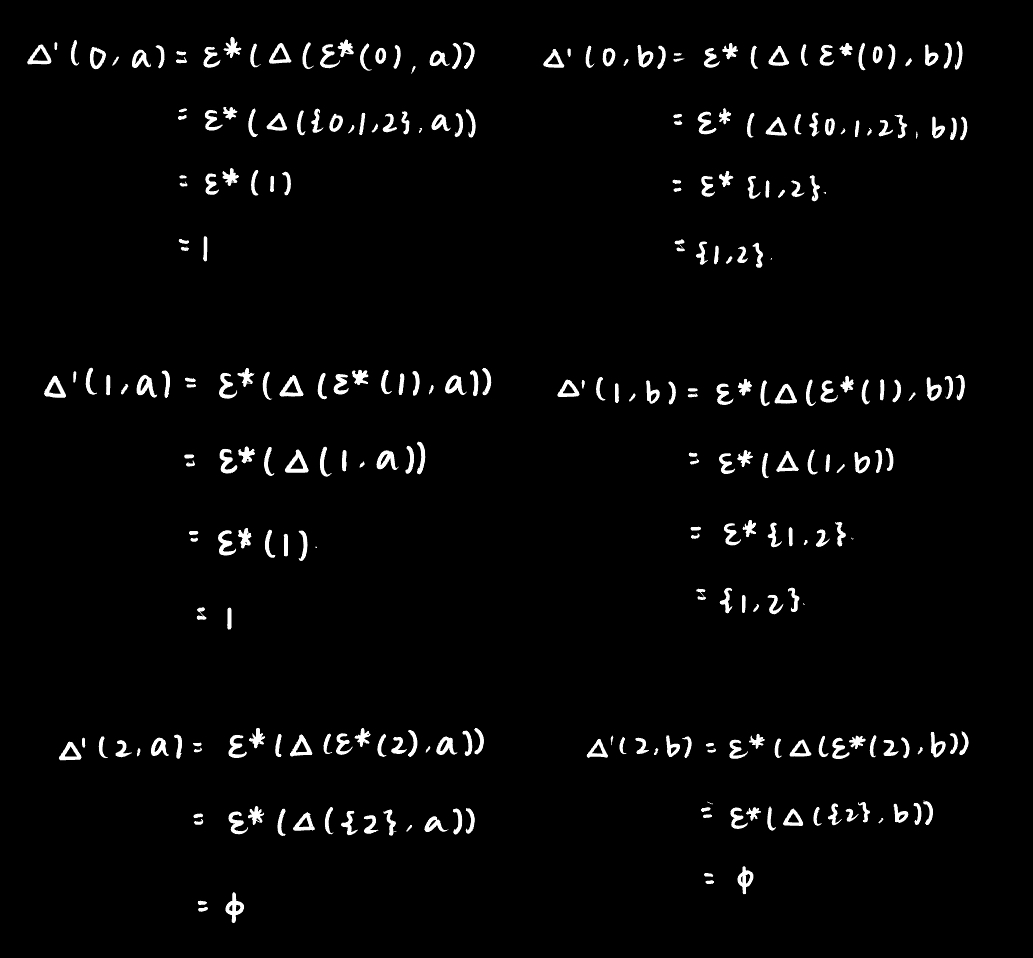 Δ'(0,a) = ε*(Δ(ε*(0), a))
= ε*(Δ({0,1,2}, a))
= ε*(1)
= 1
Δ'(0,b) = ε*(Δ(ε*(0), b))
= ε*(Δ({0,1,2}, b))
= ε*{1,2}.
= {1,2}.
Δ'(1,a) = ε*(Δ(ε*(1), a))
= ε*(Δ(1,a))
= ε*(1).
= 1
Δ'(1,b) = ε*(Δ(ε*(1), b))
= ε*(Δ(1,b))
= ε*{1,2}.
= {1,2}.
Δ'(2,a) = ε*(Δ(ε*(2), a))
= ε*(Δ({2}, a))
= ϕ
Δ'(2,b) = ε*(Δ(ε*(2), b))
= ε*(Δ({2}, b))
= ϕ